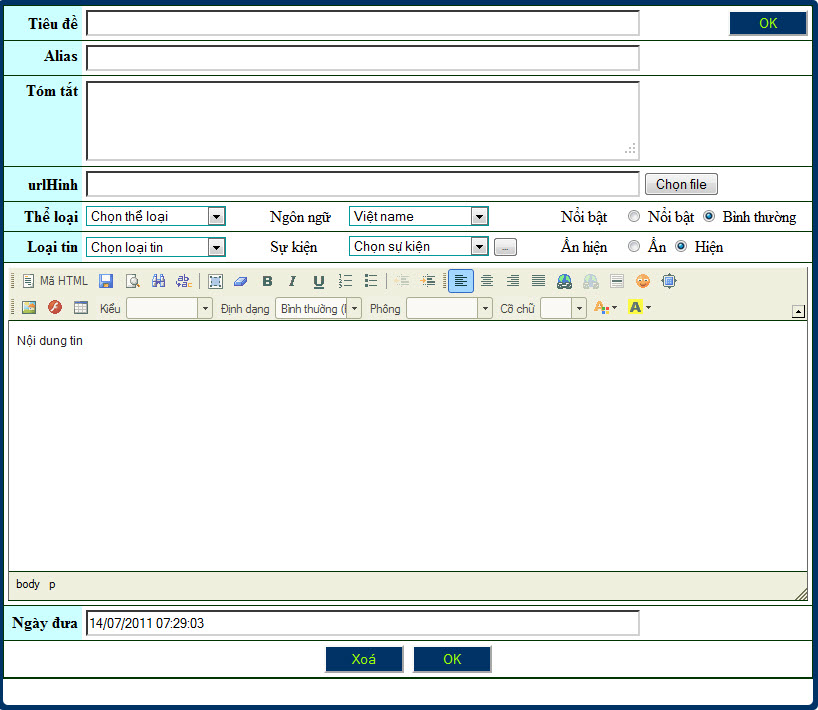 Tiêu đề OK
Alias
Tóm tắt
urlHinh Chọn file
Thể loại Chọn thể loại Ngôn ngữ Việt name Nổi bật Nổi bật Bình thường
Loại tin Chọn loại tin Sự kiện Chọn sự kiện ... Ẩn hiện Ẩn Hiện
Mã HTML B I U
Kiểu Định dạng Bình thường ( Phông Cỡ chữ A A
Nội dung tin
body p
Ngày đưa 14/07/2011 07:29:03
Xoá OK